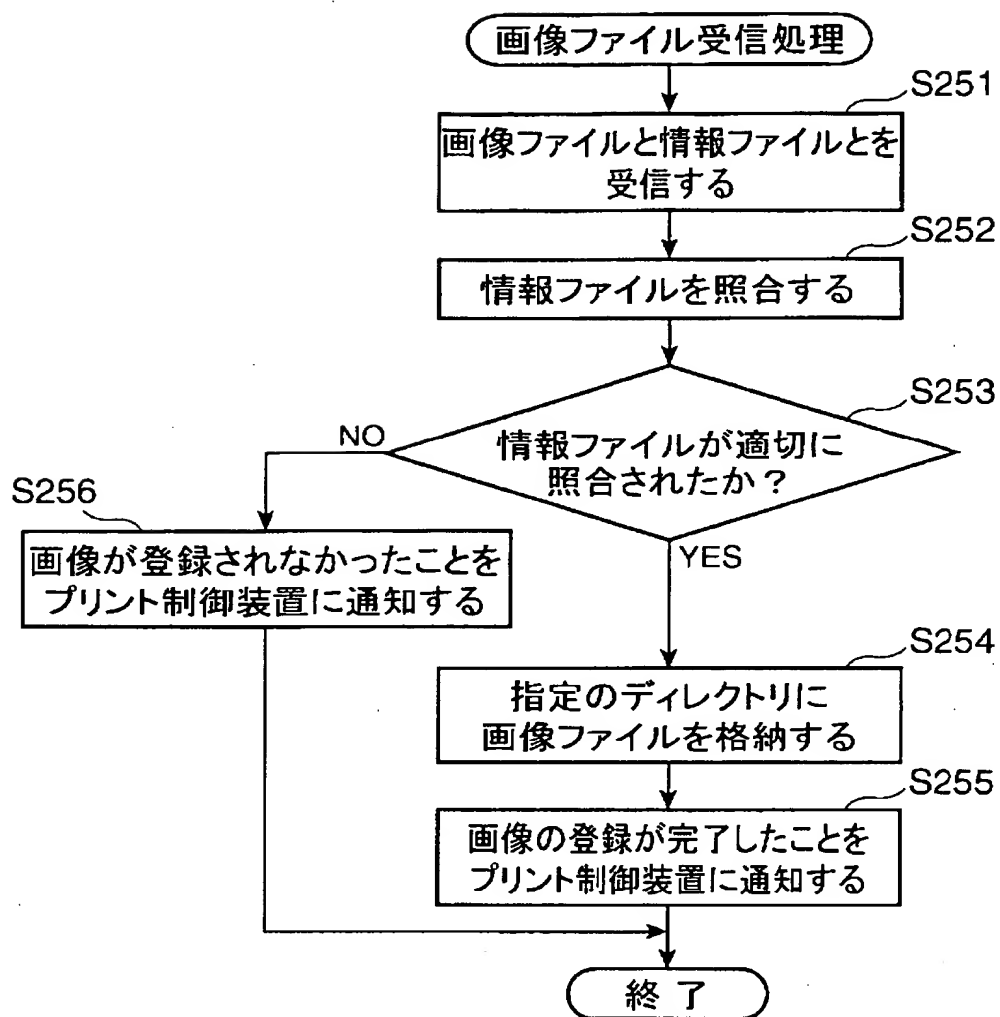 画像ファイル受信処理
S251
画像ファイルと情報ファイルとを
受信する
S252
情報ファイルを照合する
S253
情報ファイルが適切に
照合されたか？
NO
YES
S256
画像が登録されなかったことを
プリント制御装置に通知する
S254
指定のディレクトリに
画像ファイルを格納する
S255
画像の登録が完了したことを
プリント制御装置に通知する
終了